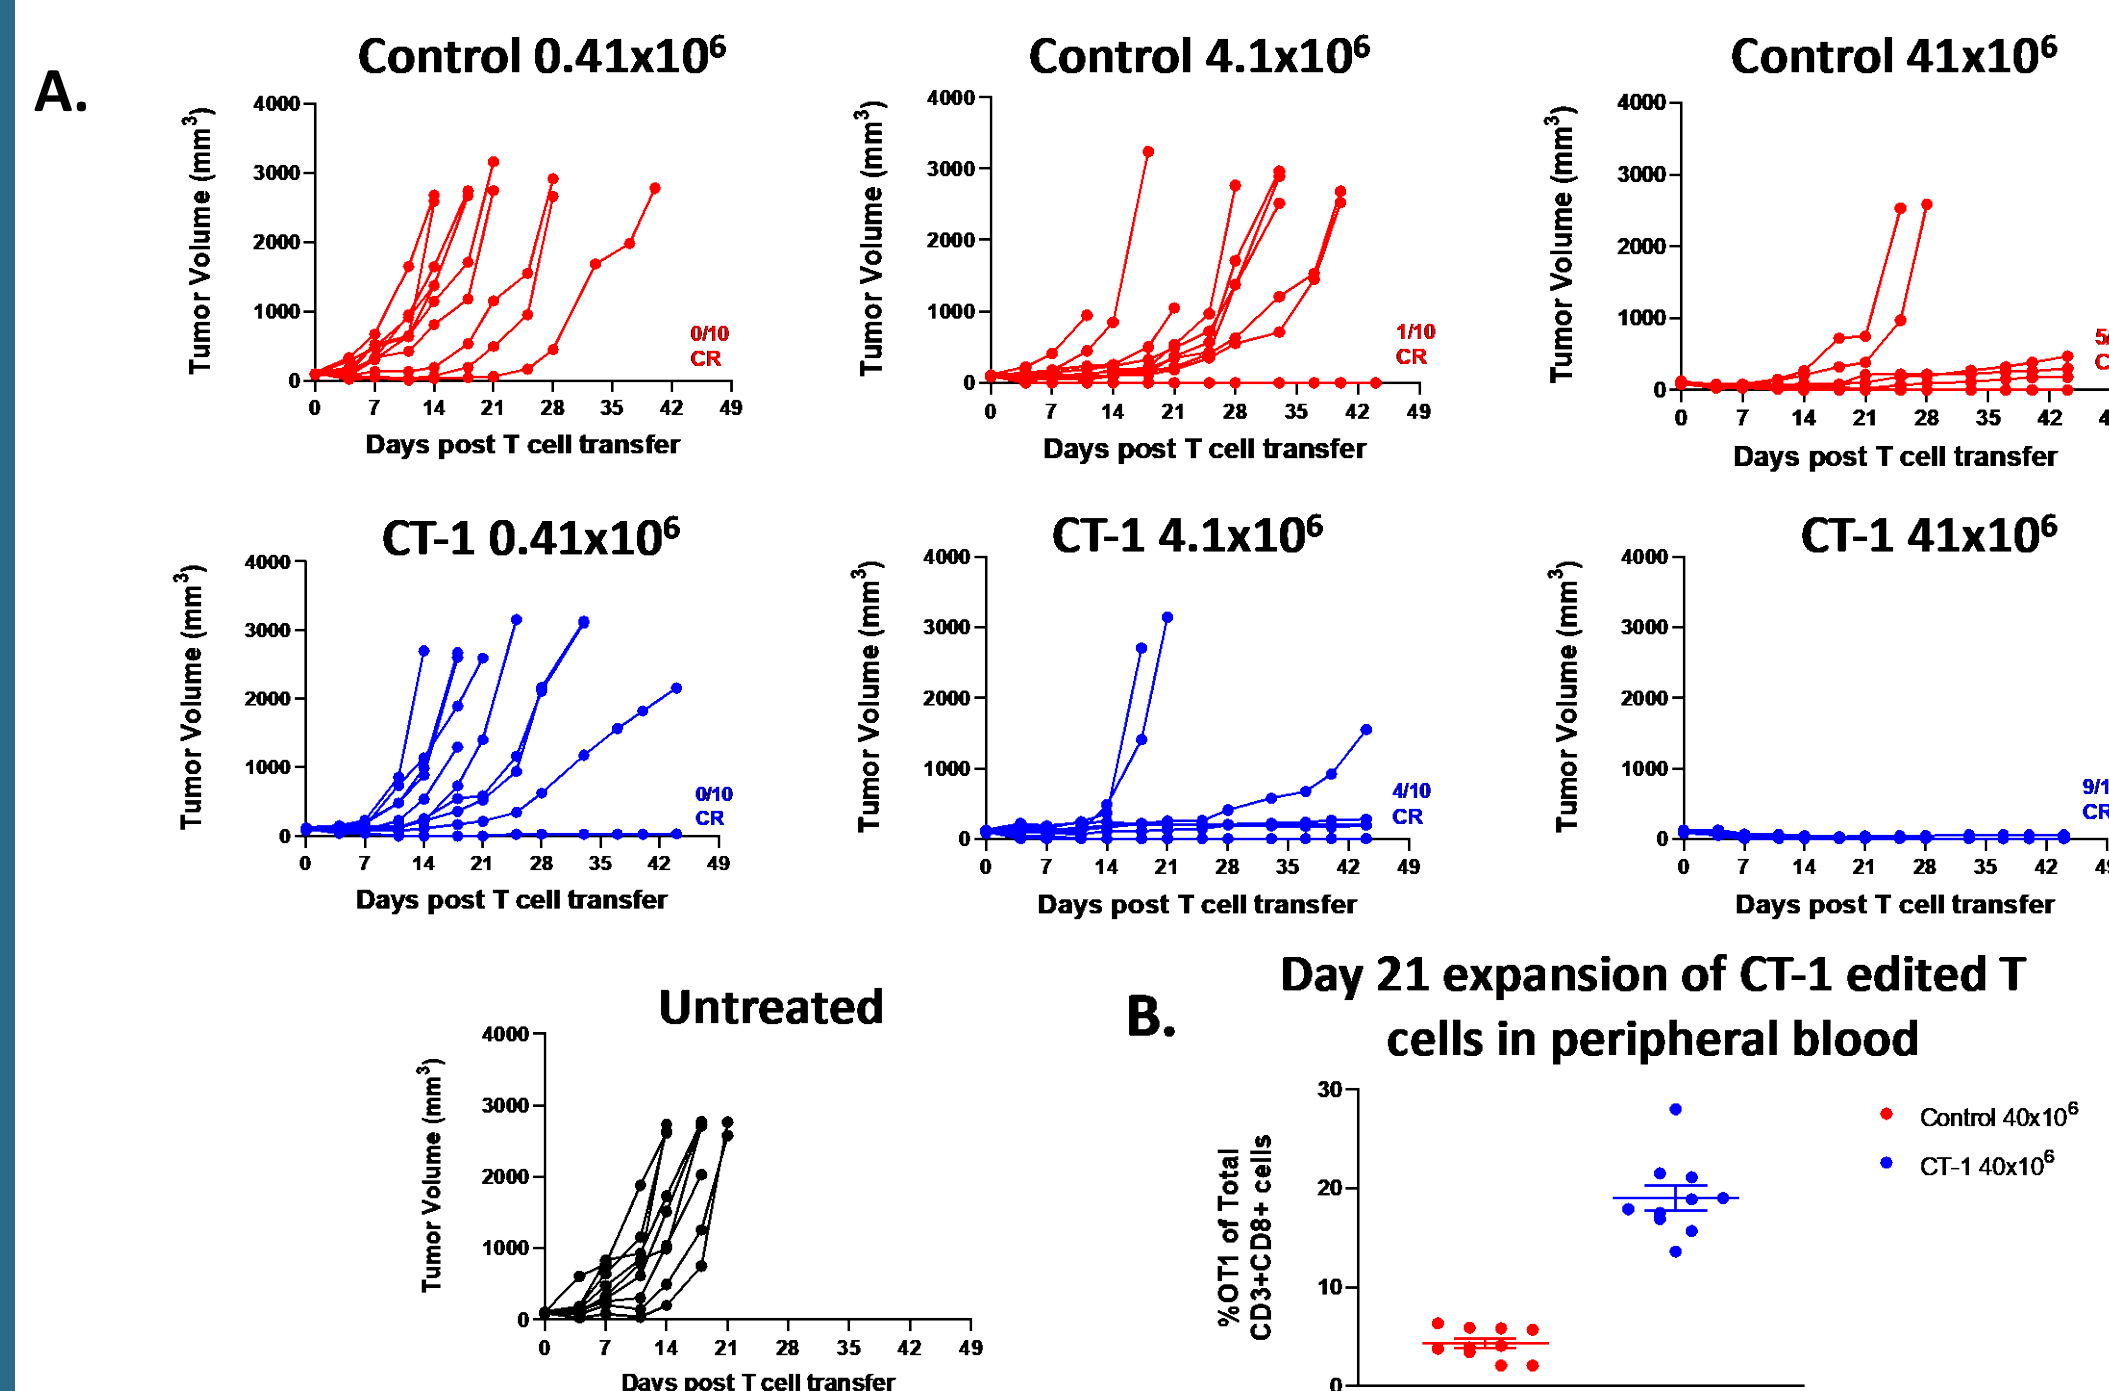 A.
Control 0.41x10⁶
Tumor Volume (mm³)
4000
3000
2000
1000
0
0 7 14 21 28 35 42 49
0/10
CR
Days post T cell transfer
Control 4.1x10⁶
Tumor Volume (mm³)
4000
3000
2000
1000
0
0 7 14 21 28 35 42 49
1/10
CR
Days post T cell transfer
Control 41x10⁶
Tumor Volume (mm³)
4000
3000
2000
1000
0
0 7 14 21 28 35 42 4
5
C
Days post T cell transfer
CT-1 0.41x10⁶
Tumor Volume (mm³)
4000
3000
2000
1000
0
0 7 14 21 28 35 42 49
0/10
CR
Days post T cell transfer
CT-1 4.1x10⁶
Tumor Volume (mm³)
4000
3000
2000
1000
0
0 7 14 21 28 35 42 49
4/10
CR
Days post T cell transfer
CT-1 41x10⁶
Tumor Volume (mm³)
4000
3000
2000
1000
0
0 7 14 21 28 35 42 49
9/1
CR
Days post T cell transfer
Untreated
Tumor Volume (mm³)
4000
3000
2000
1000
0
0 7 14 21 28 35 42 49
Days post T cell transfer
B.
Day 21 expansion of CT-1 edited T
cells in peripheral blood
%OT1 of Total
CD3+CD8+ cells
30
20
10
0
Control 40x10⁶
CT-1 40x10⁶